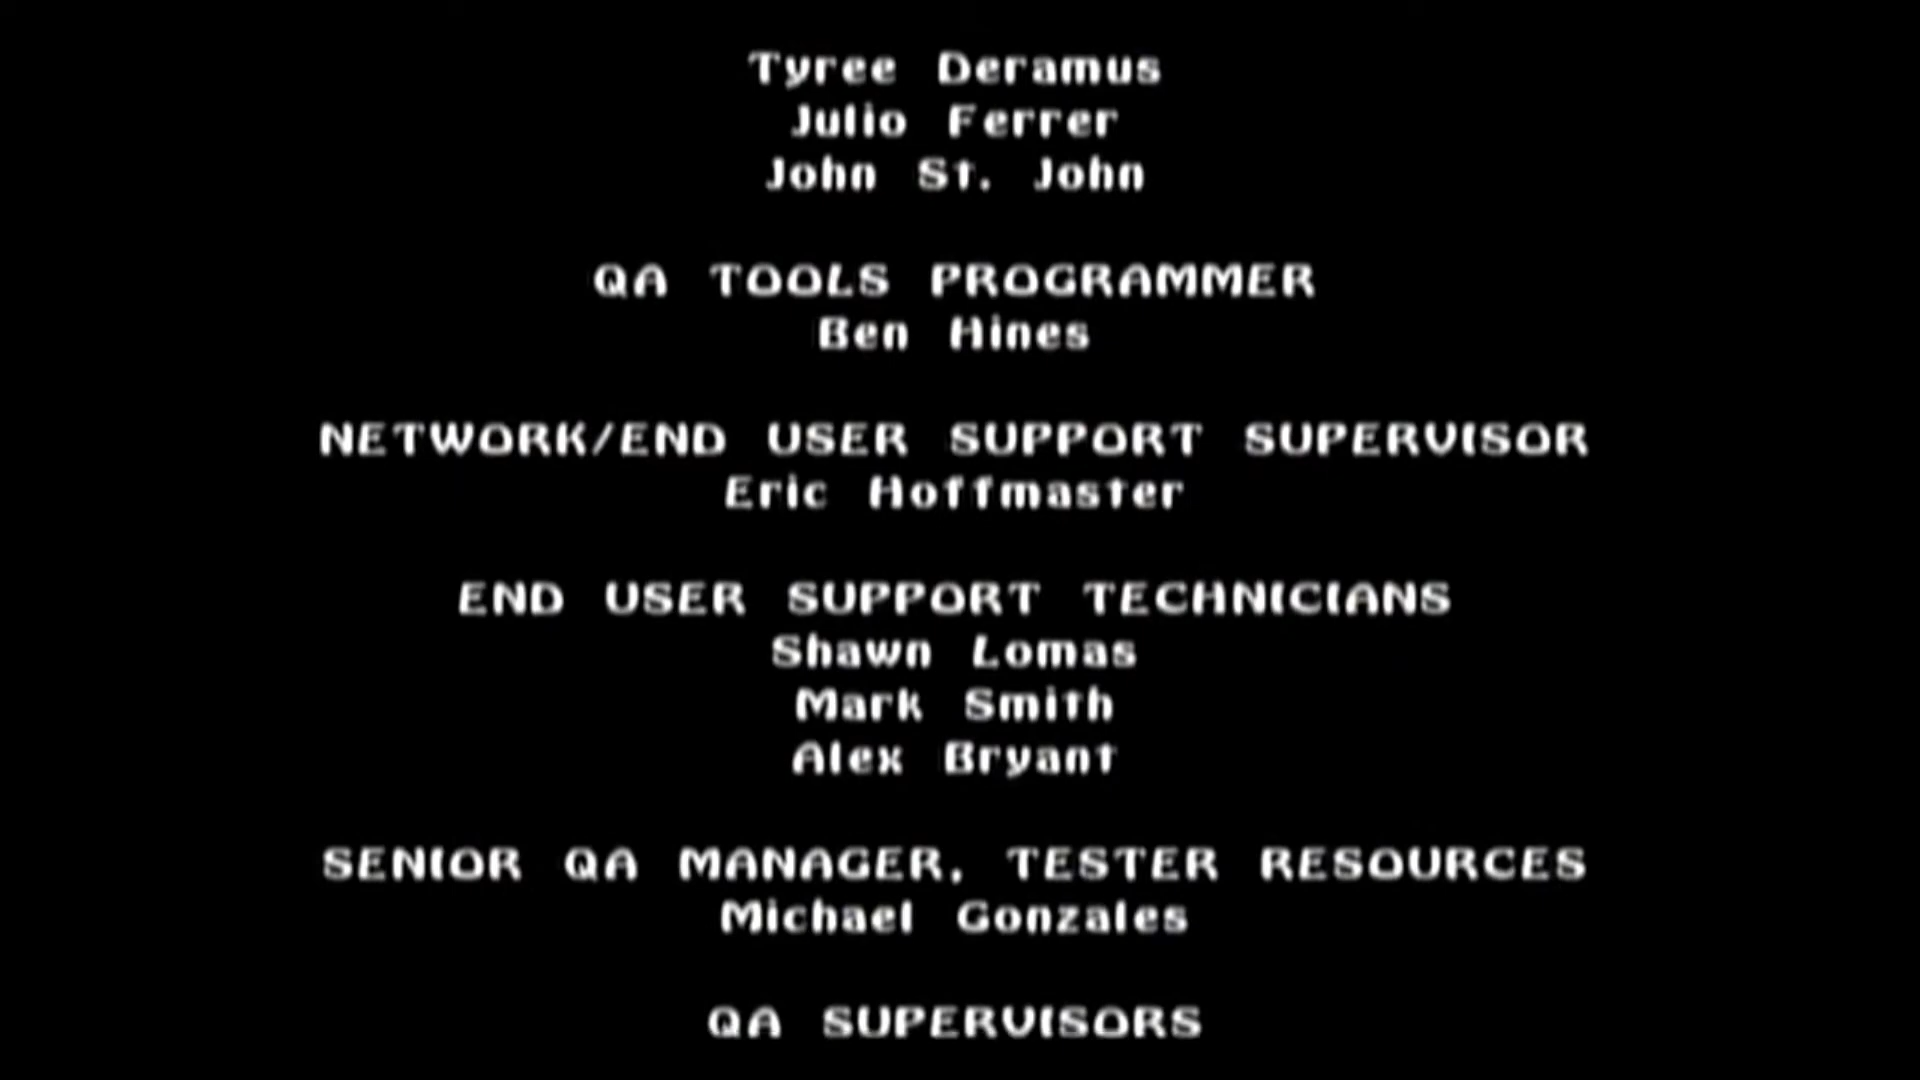 Tyree Deramus
Julio Ferrer
John St. John
QA TOOLS PROGRAMMER
Ben Hines
NETWORK/END USER SUPPORT SUPERVISOR
Eric Hoffmaster
END USER SUPPORT TECHNICIANS
Shawn Lomas
Mark Smith
Alex Bryant
SENIOR QA MANAGER, TESTER RESOURCES
Michael Gonzales
QA SUPERVISORS